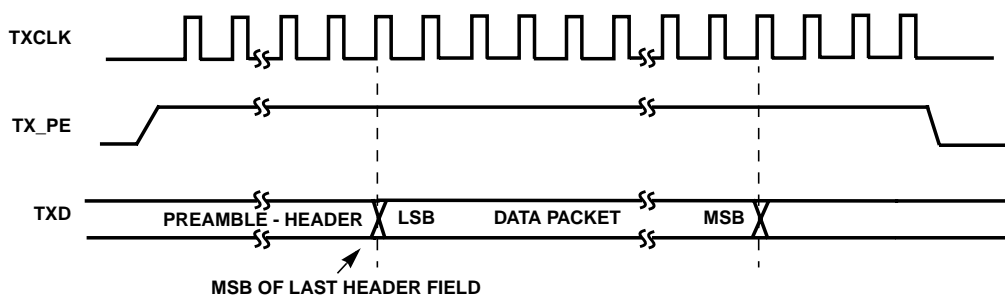 TXCLK
TX_PE
TXD
PREAMBLE - HEADER
LSB
DATA PACKET
MSB
MSB OF LAST HEADER FIELD